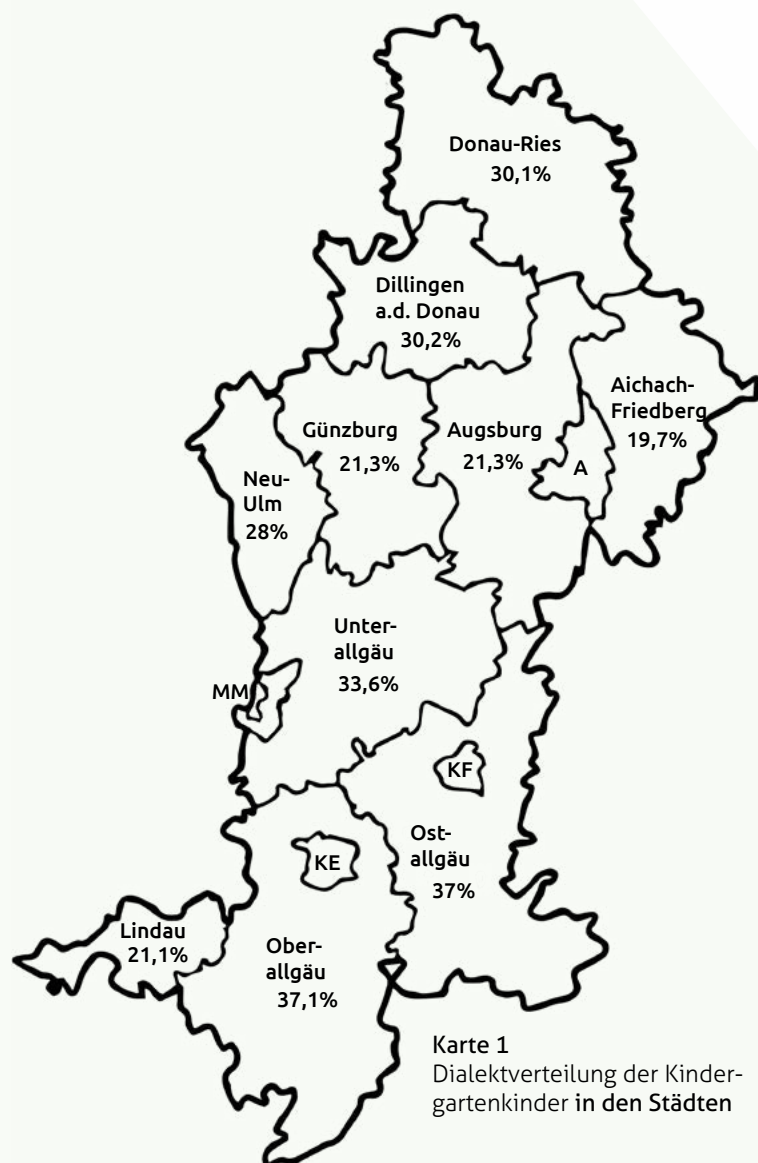 Donau-Ries
30,1%
Dillingen
a.d. Donau
30,2%
Aichach-
Friedberg
19,7%
Günzburg
21,3%
Augsburg
21,3%
A
Neu-
Ulm
28%
Unter-
allgäu
33,6%
MM
KF
KE
Ost-
allgäu
37%
Lindau
21,1%
Ober-
allgäu
37,1%
Karte 1
Dialektverteilung der Kinder-
gartenkinder in den Städten